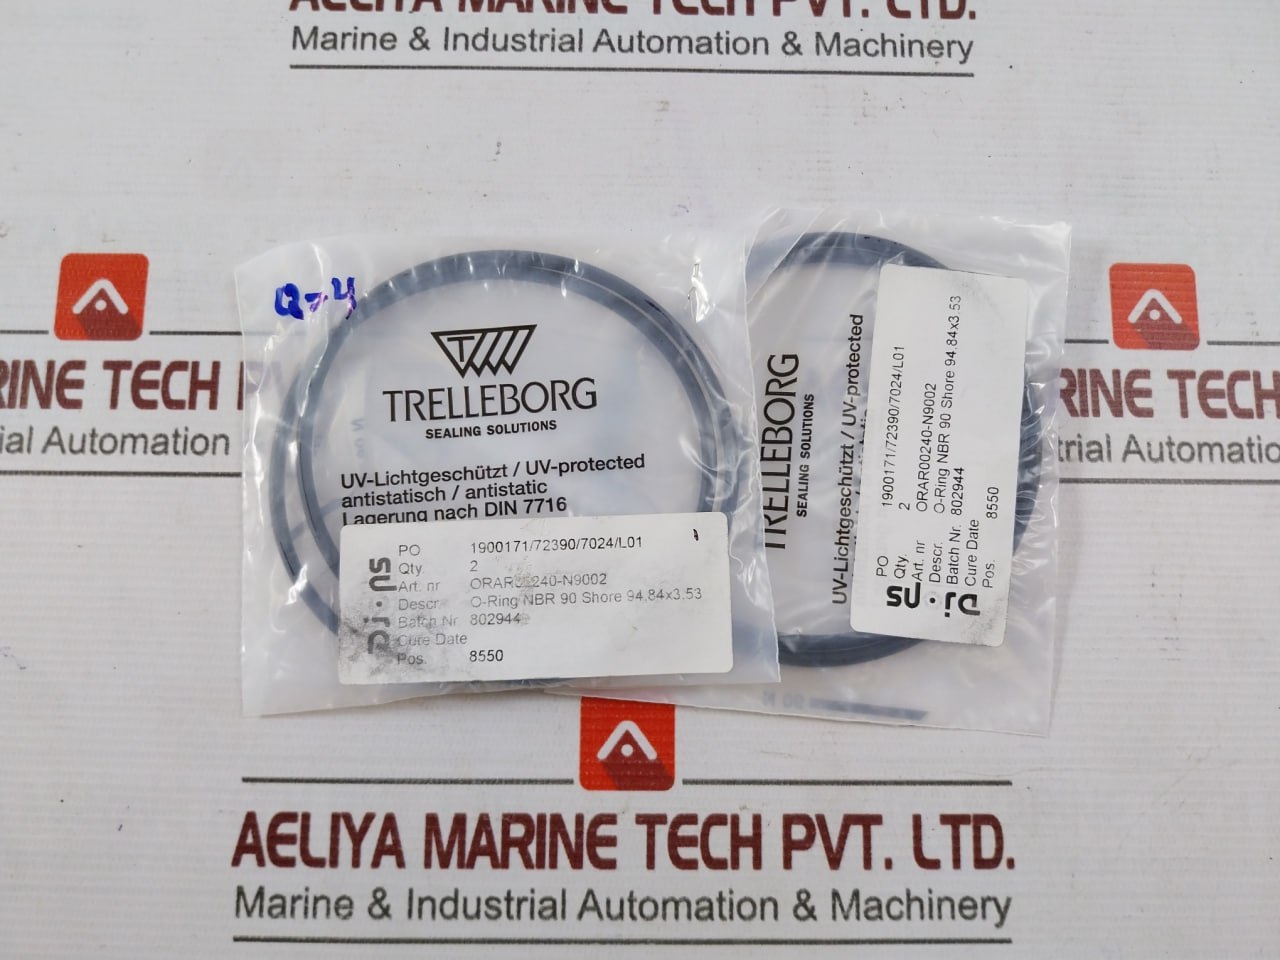 AELIYA MARINE TECH PVT. LTD.
Marine & Industrial Automation & Machinery
Q-4
TRELLEBORG
SEALING SOLUTIONS
UV-Lichtgeschützt / UV-protected
antistatisch / antistatic
Lagerung nach DIN 7716
PO 1900171/72390/7024/L01
Qty. 2
Art. nr ORAR00240-N9002
Descr. O-Ring NBR 90 Shore 94.84x3.53
Batch Nr 802944
Cure Date
Pos. 8550
TRELLEBORG
SEALING SOLUTIONS
UV-Lichtgeschützt / UV-protected
PO 1900171/72390/7024/L01
Qty. 2
Art. nr ORAR00240-N9002
Descr. O-Ring NBR 90 Shore 94.84x3.53
Batch Nr. 802944
Cure Date
Pos. 8550
RINE TECH
rial Automation
RINE TECH
trial Automatio
AELIYA MARINE TECH PVT. LTD.
Marine & Industrial Automation & Machinery